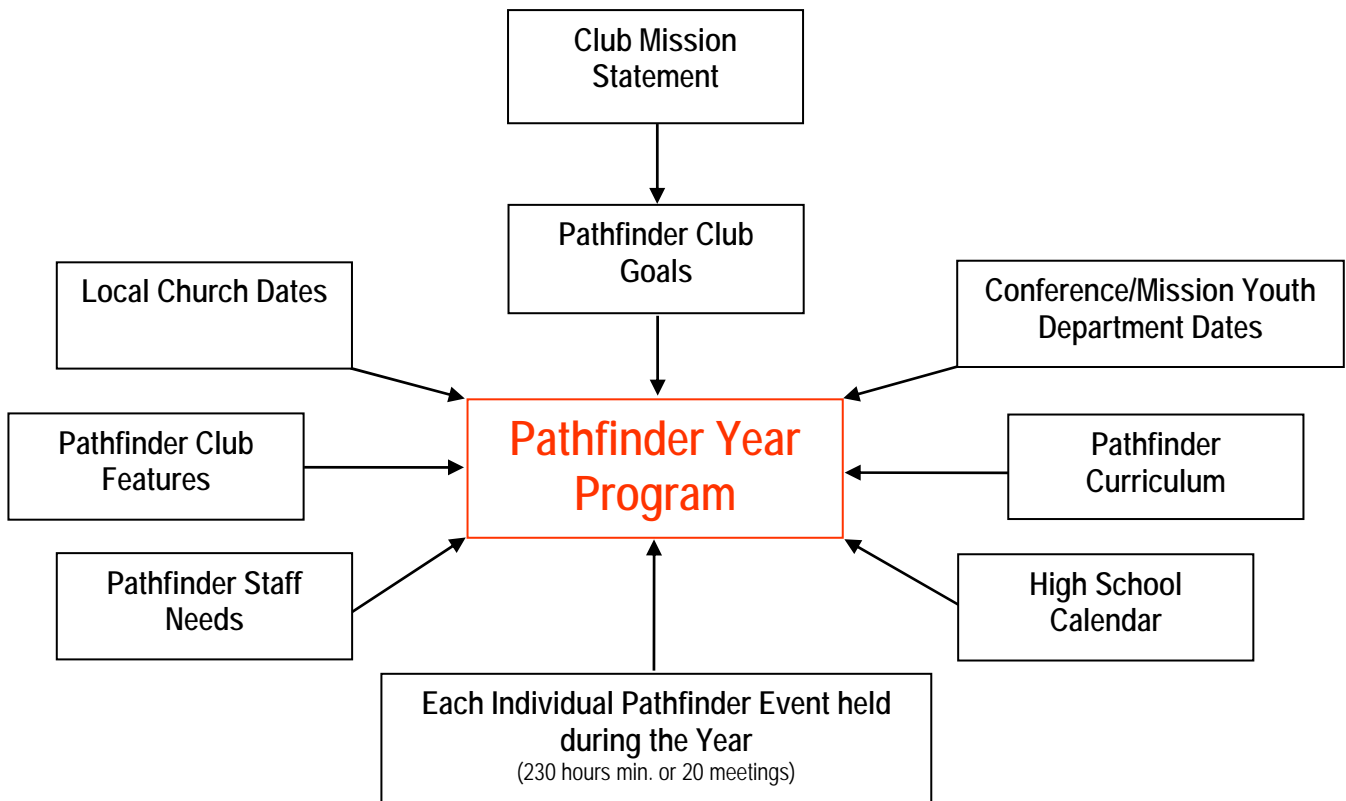 Club Mission
Statement
Pathfinder Club
Goals
Local Church Dates
Conference/Mission Youth
Department Dates
Pathfinder Year
Program
Pathfinder Club
Features
Pathfinder
Curriculum
Pathfinder Staff
Needs
High School
Calendar
Each Individual Pathfinder Event held
during the Year
(230 hours min. or 20 meetings)